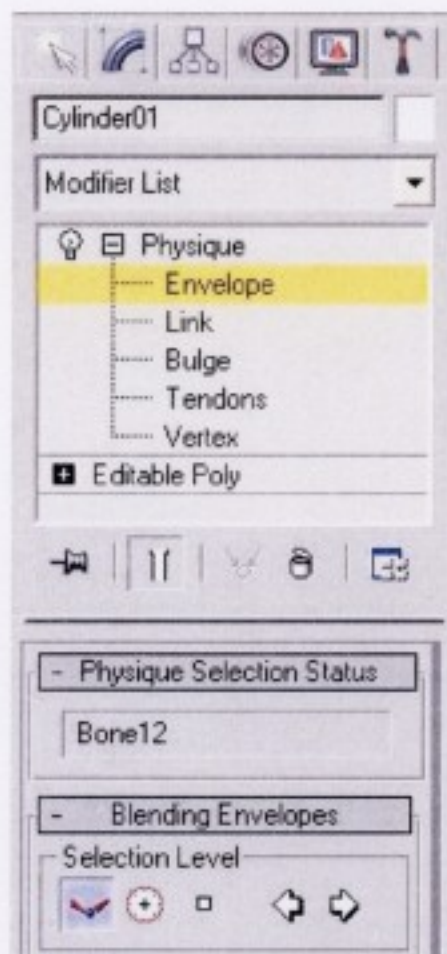 Cylinder01
Modifier List
Physique
Envelope
Link
Bulge
Tendons
Vertex
Editable Poly
- Physique Selection Status
Bone12
- Blending Envelopes
Selection Level